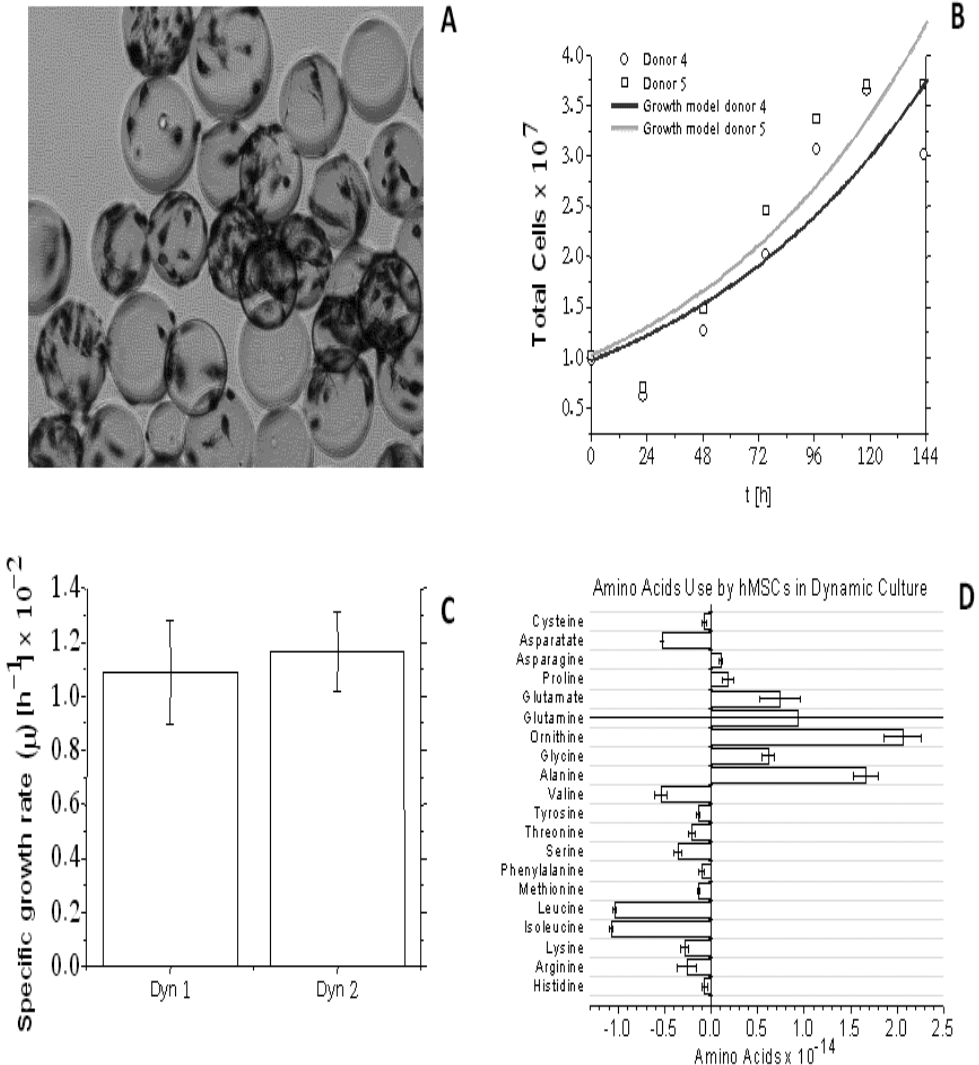 A
B
Total Cells x 10^7
4.0
3.5
3.0
2.5
2.0
1.5
1.0
0.5
Donor 4
Donor 5
Growth model donor 4
Growth model donor 5
0 24 48 72 96 120 144
t [h]
C
Specific growth rate (μ) [h⁻¹] × 10⁻²
1.4
1.2
1.0
0.8
0.6
0.4
0.2
0.0
Dyn 1 Dyn 2
D
Amino Acids Use by hMSCs in Dynamic Culture
Cysteine
Asparatate
Asparagine
Proline
Glutamate
Glutamine
Ornithine
Glycine
Alanine
Valine
Tyrosine
Threonine
Serine
Phenylalanine
Methionine
Leucine
Isoleucine
Lysine
Arginine
Histidine
-1.0 -0.5 0.0 0.5 1.0 1.5 2.0 2.5
Amino Acids x 10⁻¹⁴